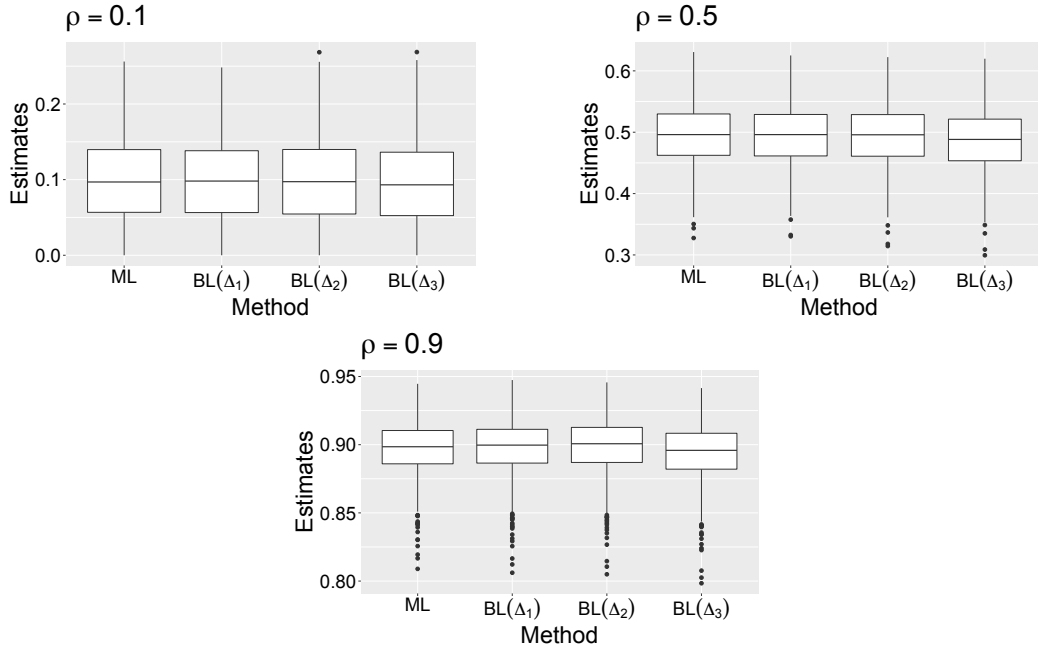 ρ = 0.1
Estimates
0.2
0.1
0.0
ML
BL(Δ₁)
BL(Δ₂)
BL(Δ₃)
Method
ρ = 0.5
Estimates
0.6
0.5
0.4
0.3
ML
BL(Δ₁)
BL(Δ₂)
BL(Δ₃)
Method
ρ = 0.9
Estimates
0.95
0.90
0.85
0.80
ML
BL(Δ₁)
BL(Δ₂)
BL(Δ₃)
Method